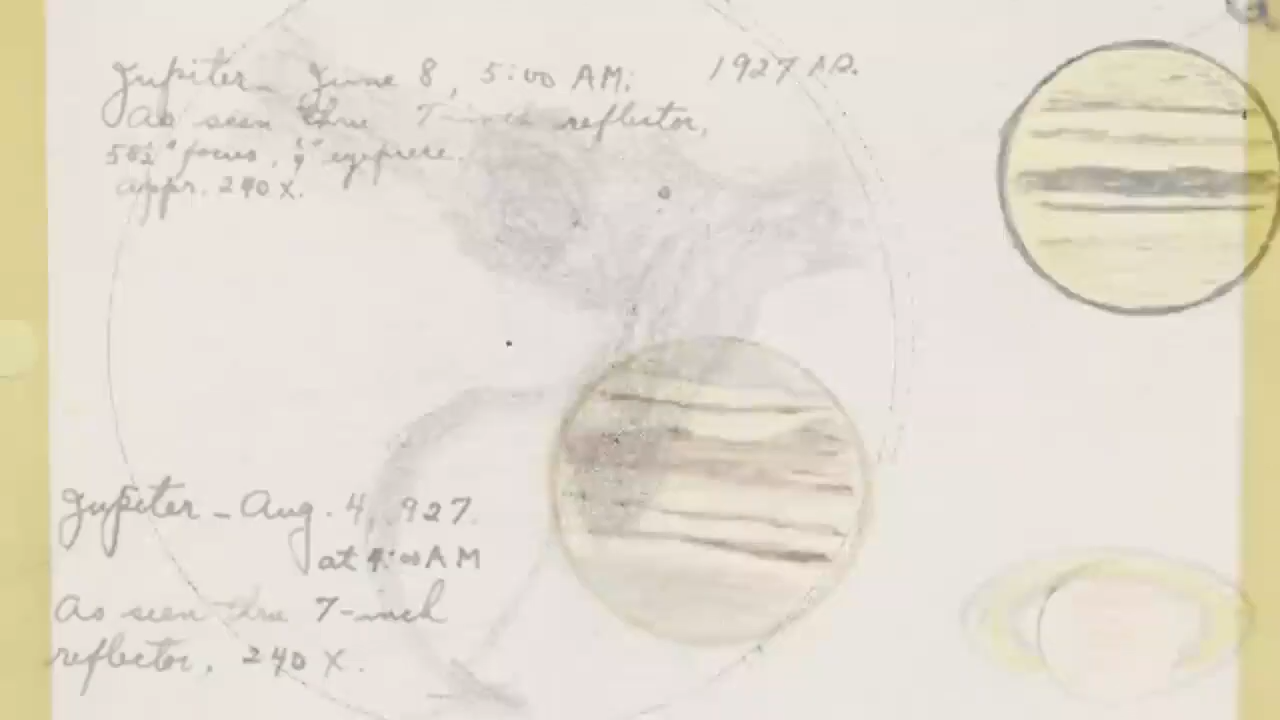 Jupiter - June 8, 5:00 AM; 1927 A.D.
As seen thru 7-inch reflector,
56½" focus, ¼" eyepiece.
appr. 240 X.
Jupiter - Aug. 4, 1927.
at 4:00 AM
As seen thru 7-inch
reflector, 240 X.